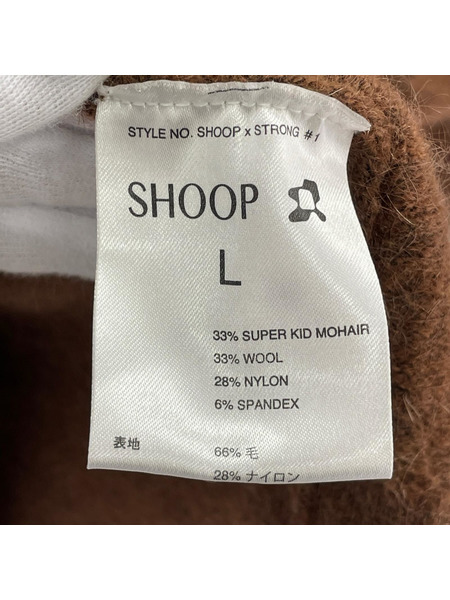 STYLE NO. SHOOP x STRONG #1
SHOOP
L
33% SUPER KID MOHAIR
33% WOOL
28% NYLON
6% SPANDEX
表地 66% 毛
28% ナイロン